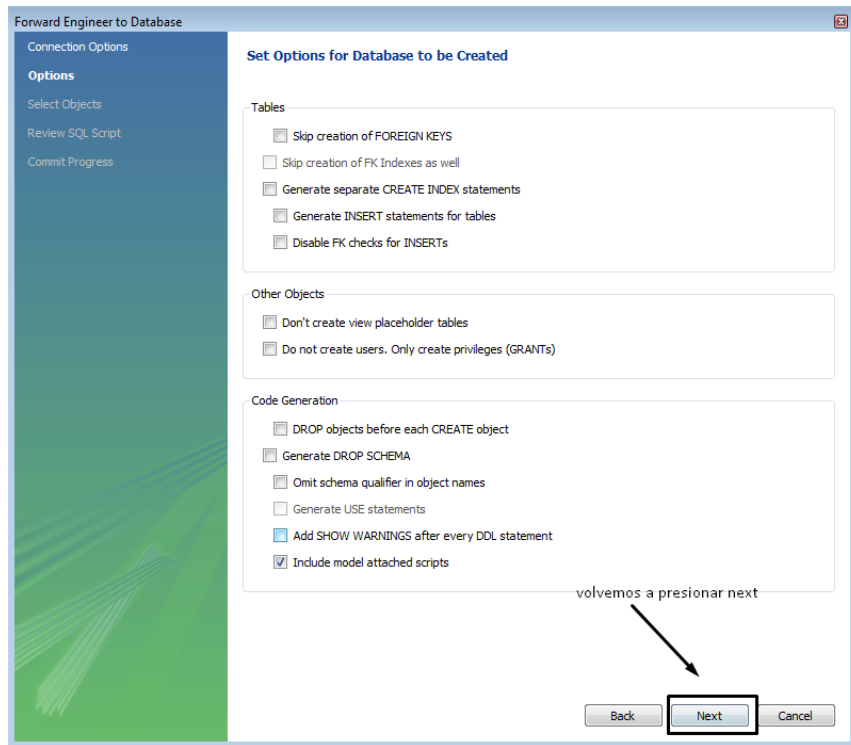 Forward Engineer to Database
Connection Options
Options
Select Objects
Review SQL Script
Commit Progress
Set Options for Database to be Created
Tables
Skip creation of FOREIGN KEYS
Skip creation of FK Indexes as well
Generate separate CREATE INDEX statements
Generate INSERT statements for tables
Disable FK checks for INSERTs
Other Objects
Don't create view placeholder tables
Do not create users. Only create privileges (GRANTs)
Code Generation
DROP objects before each CREATE object
Generate DROP SCHEMA
Omit schema qualifier in object names
Generate USE statements
Add SHOW WARNINGS after every DDL statement
Include model attached scripts
volvemos a presionar next
Back Next Cancel